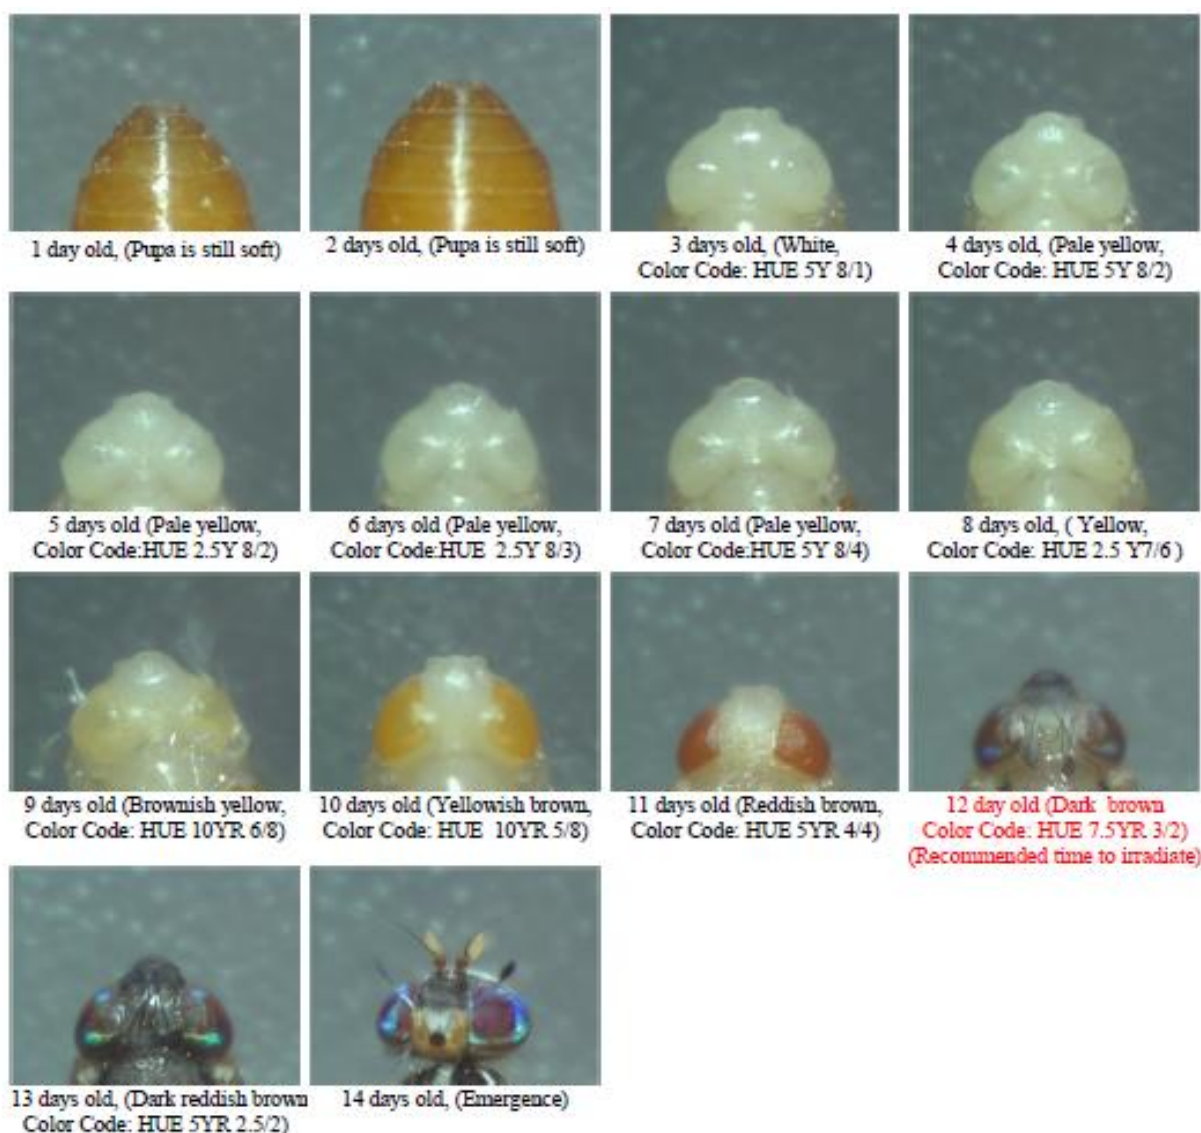 1 day old, (Pupa is still soft)
2 days old, (Pupa is still soft)
3 days old, (White,
Color Code: HUE 5Y 8/1)
4 days old, (Pale yellow,
Color Code: HUE 5Y 8/2)
5 days old (Pale yellow,
Color Code:HUE 2.5Y 8/2)
6 days old (Pale yellow,
Color Code:HUE 2.5Y 8/3)
7 days old (Pale yellow,
Color Code:HUE 5Y 8/4)
8 days old, ( Yellow,
Color Code: HUE 2.5 Y7/6 )
9 days old (Brownish yellow,
Color Code: HUE 10YR 6/8)
10 days old (Yellowish brown,
Color Code: HUE 10YR 5/8)
11 days old (Reddish brown,
Color Code: HUE 5YR 4/4)
12 day old (Dark brown
Color Code: HUE 7.5YR 3/2)
(Recommended time to irradiate)
13 days old, (Dark reddish brown
Color Code: HUE 5YR 2.5/2)
14 days old, (Emergence)